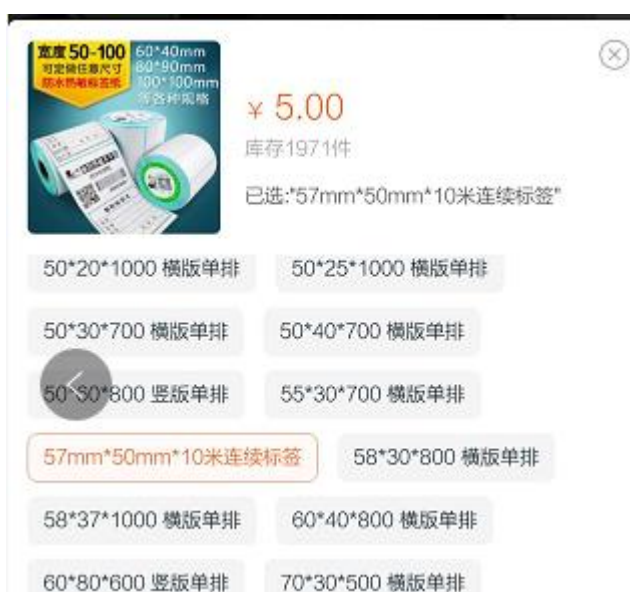 宽度50-100
可定做任意尺寸
防水热敏标签纸
60*40mm
80*90mm
100*100mm
等各种规格
¥ 5.00
库存1971件
已选:"57mm*50mm*10米连续标签"
50*20*1000 横版单排
50*25*1000 横版单排
50*30*700 横版单排
50*40*700 横版单排
50*60*800 竖版单排
55*30*700 横版单排
57mm*50mm*10米连续标签
58*30*800 横版单排
58*37*1000 横版单排
60*40*800 横版单排
60*80*600 竖版单排
70*30*500 横版单排